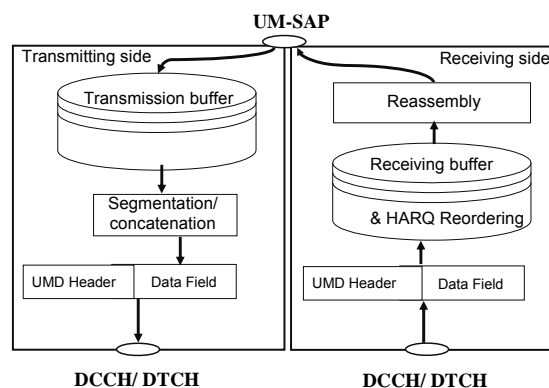 UM-SAP
Transmitting side
Transmission buffer
Segmentation/
concatenation
UMD Header
Data Field
DCCH/ DTCH
Receiving side
Reassembly
Receiving buffer
& HARQ Reordering
UMD Header
Data Field
DCCH/ DTCH